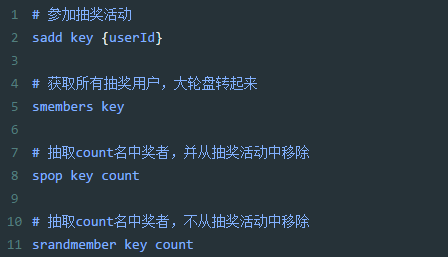 1 # 参加抽奖活动
2 sadd key {userId}
3
4 # 获取所有抽奖用户，大轮盘转起来
5 smembers key
6
7 # 抽取count名中奖者，并从抽奖活动中移除
8 spop key count
9
10 # 抽取count名中奖者，不从抽奖活动中移除
11 srandmember key count